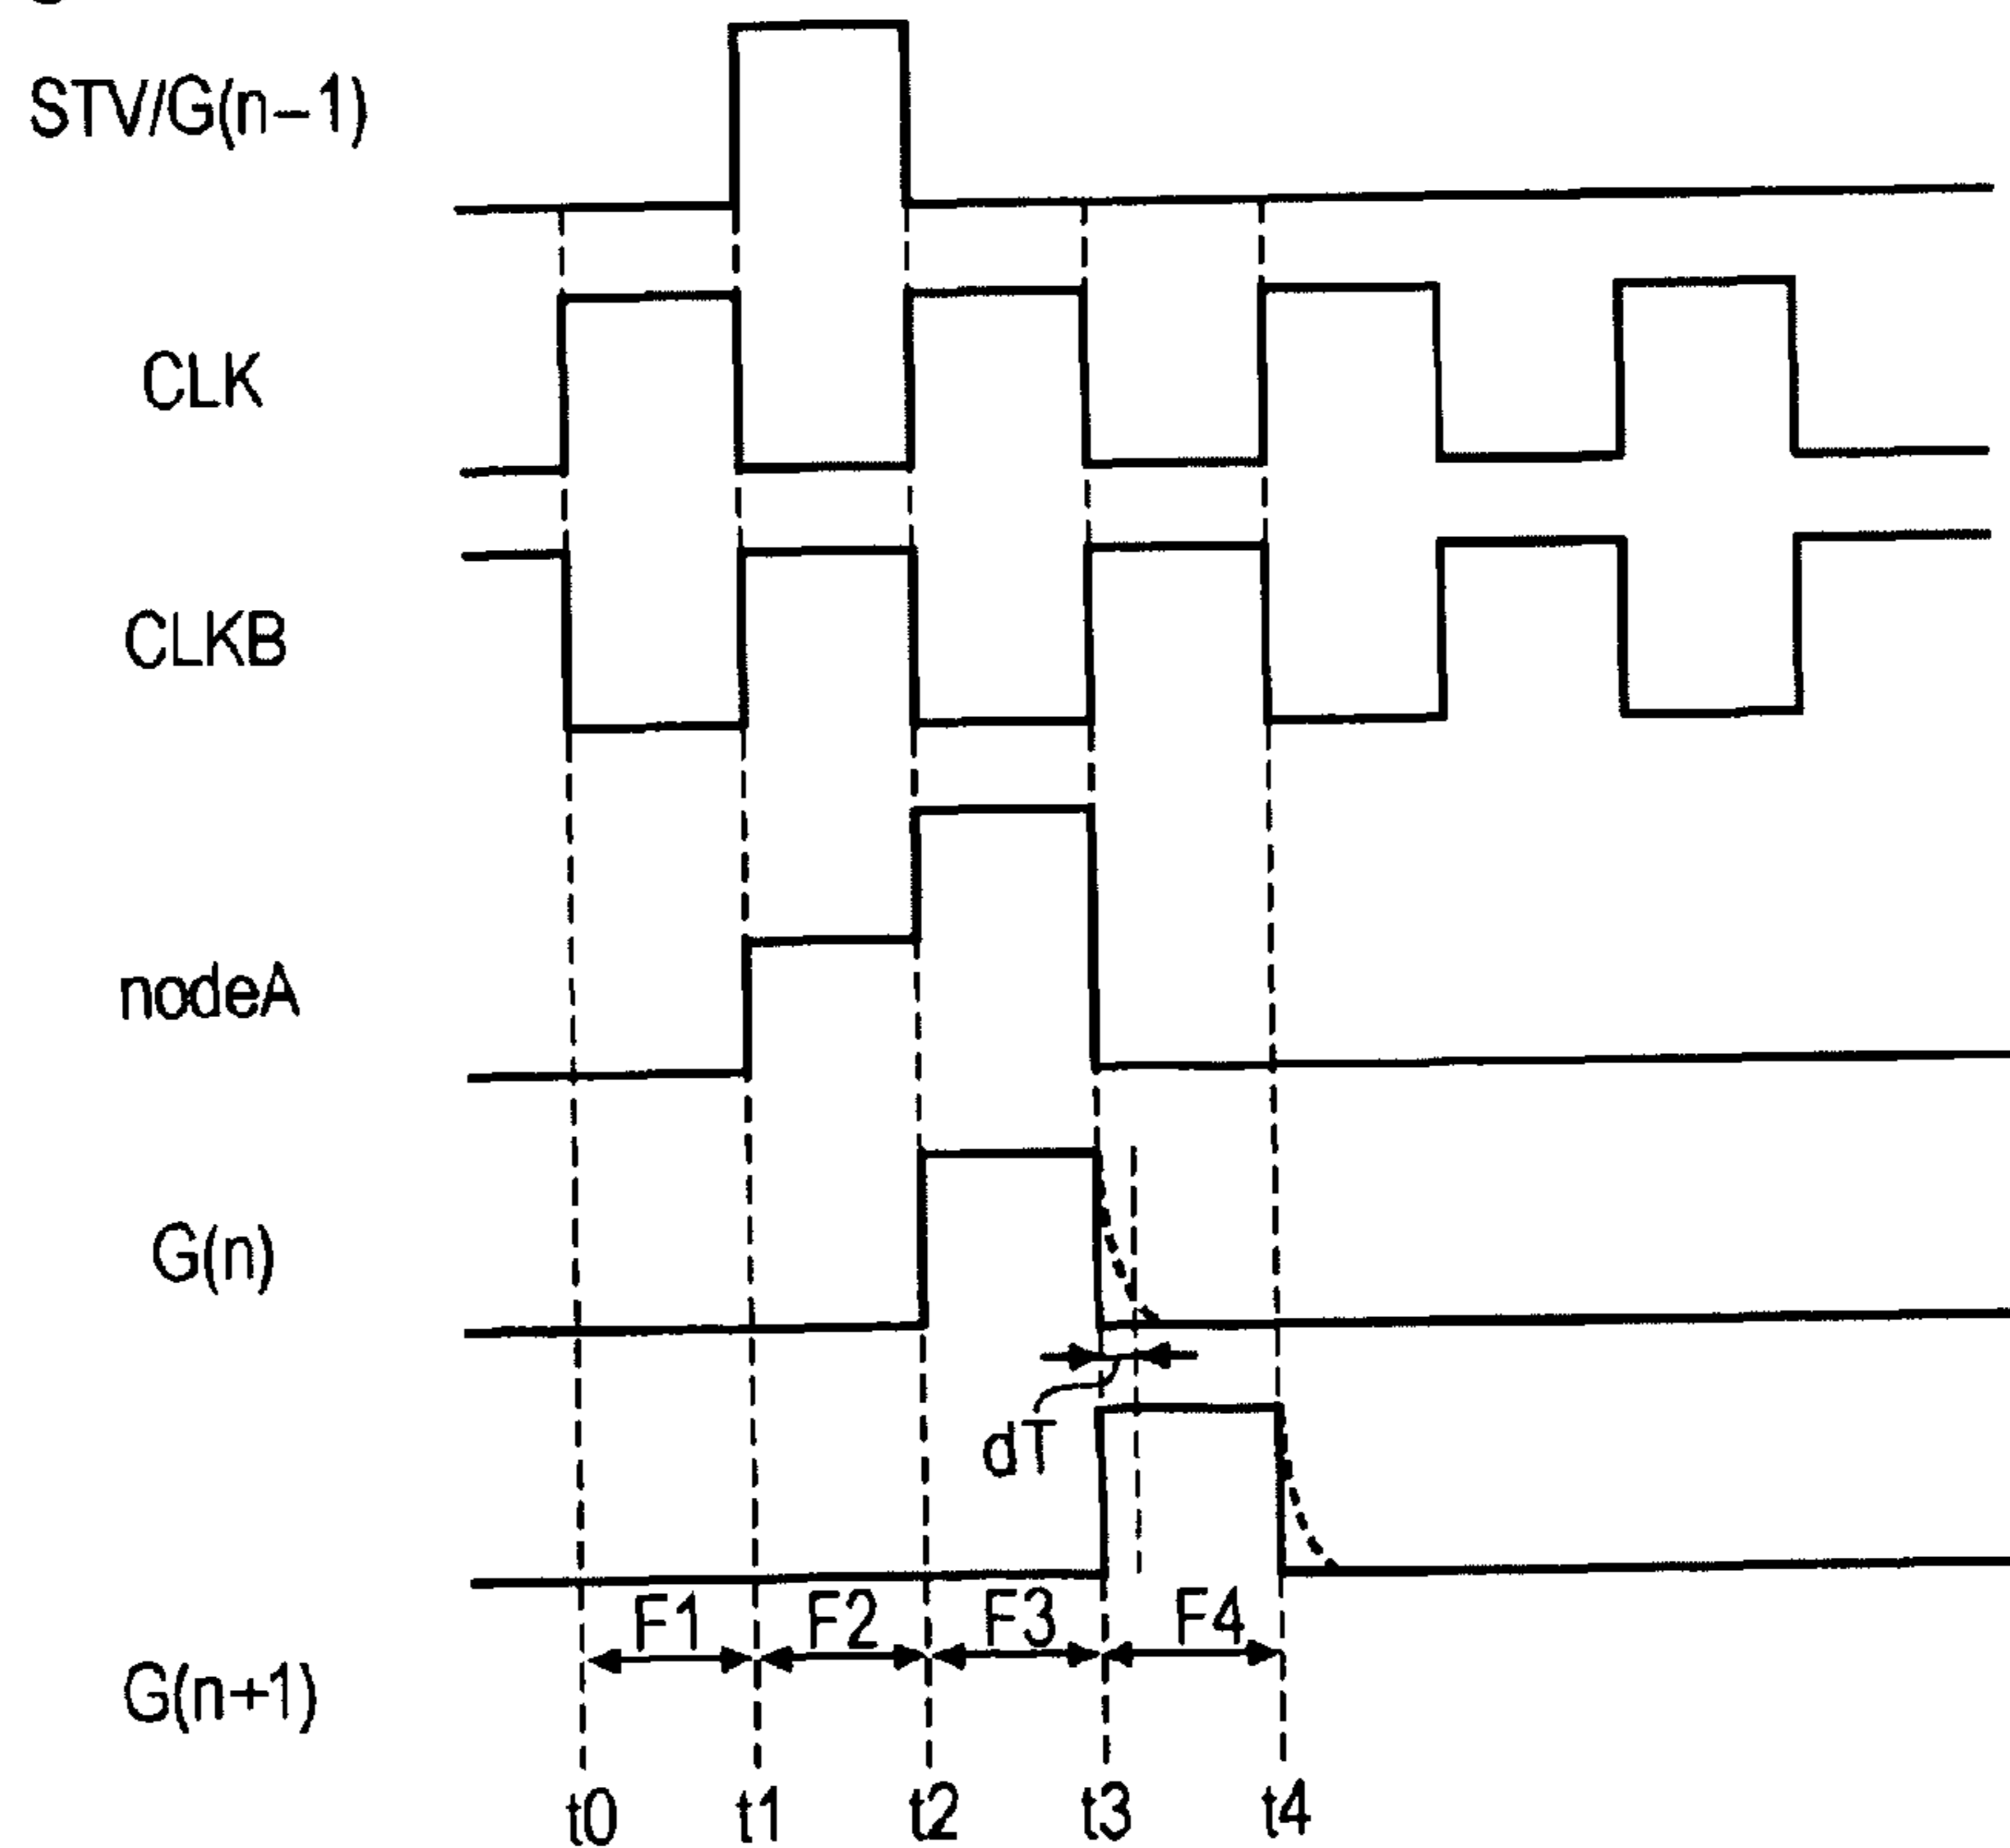 STV/G(n-1)
CLK
CLKB
nodeA
G(n)
dT
F1 F2 F3 F4
G(n+1)
t0 t1 t2 t3 t4